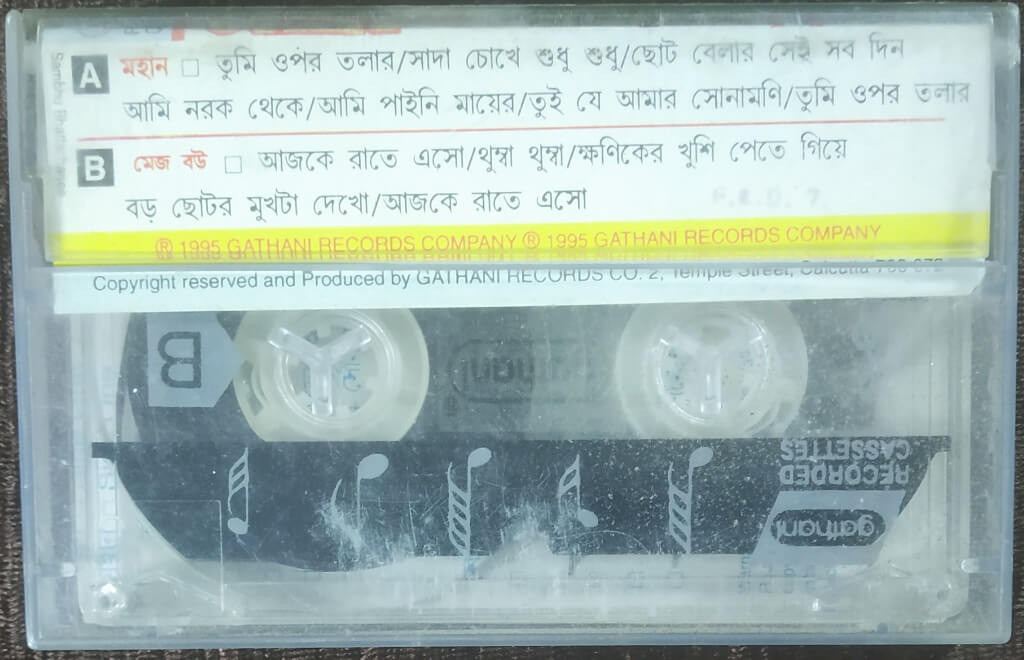 A মহান □ তুমি ওপর তলার/সাদা চোখে শুধু শুধু/ছোট বেলার সেই সব দিন
আমি নরক থেকে/আমি পাইনি মায়ের/তুই যে আমার সোনামণি/তুমি ওপর তলার
B মেজ বউ □ আজকে রাতে এসো/থুম্বা থুম্বা/ক্ষণিকের খুশি পেতে গিয়ে
বড় ছোটর মুখটা দেখো/আজকে রাতে এসো
Ⓡ 1995 GATHANI RECORDS COMPANY Ⓡ 1995 GATHANI RECORDS COMPANY
Copyright reserved and Produced by GATHANI RECORDS CO. 2, Temple Street, Calcutta
B
RECORDED
CASSETTES
gathani